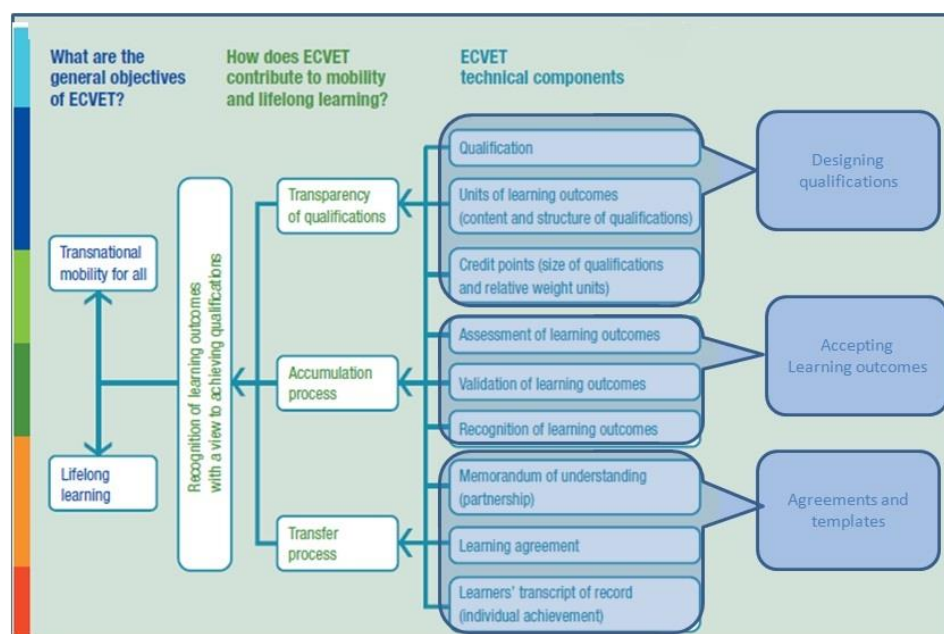 What are the
general objectives
of ECVET?
How does ECVET
contribute to mobility
and lifelong learning?
ECVET
technical components
Transnational
mobility for all
Lifelong
learning
Recognition of learning outcomes
with a view to achieving qualifications
Transparency
of qualifications
Accumulation
process
Transfer
process
Qualification
Units of learning outcomes
(content and structure of qualifications)
Credit points (size of qualifications
and relative weight units)
Assessment of learning outcomes
Validation of learning outcomes
Recognition of learning outcomes
Memorandum of understanding
(partnership)
Learning agreement
Learners' transcript of record
(individual achievement)
Designing
qualifications
Accepting
Learning outcomes
Agreements and
templates